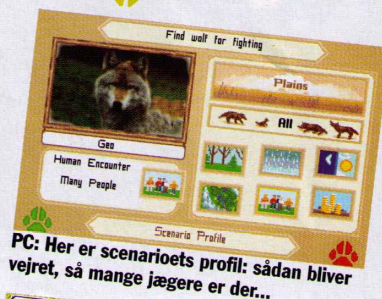 Find wolf for fighting
Geo
Human Encounter
Many People
Plains
All
Scenario Profile
PC: Her er scenarioets profil: sådan bliver
vejret, så mange jægere er der...